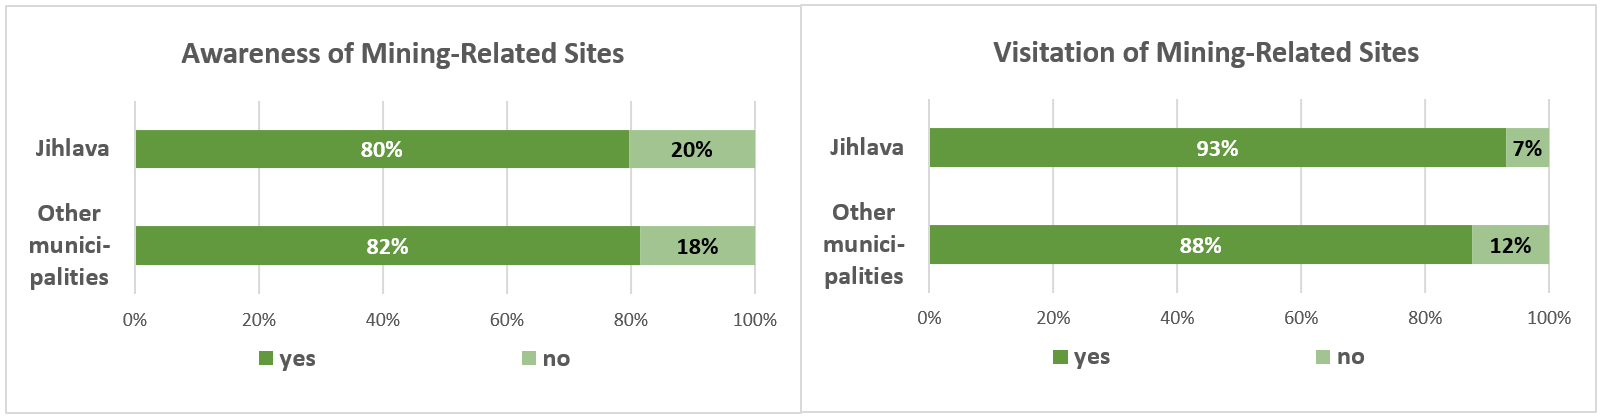 Awareness of Mining-Related Sites
Jihlava
80%
20%
Other
munici-
palities
82%
18%
0%
20%
40%
60%
80%
100%
yes
no
Visitation of Mining-Related Sites
Jihlava
93%
7%
Other
munici-
palities
88%
12%
0%
20%
40%
60%
80%
100%
yes
no